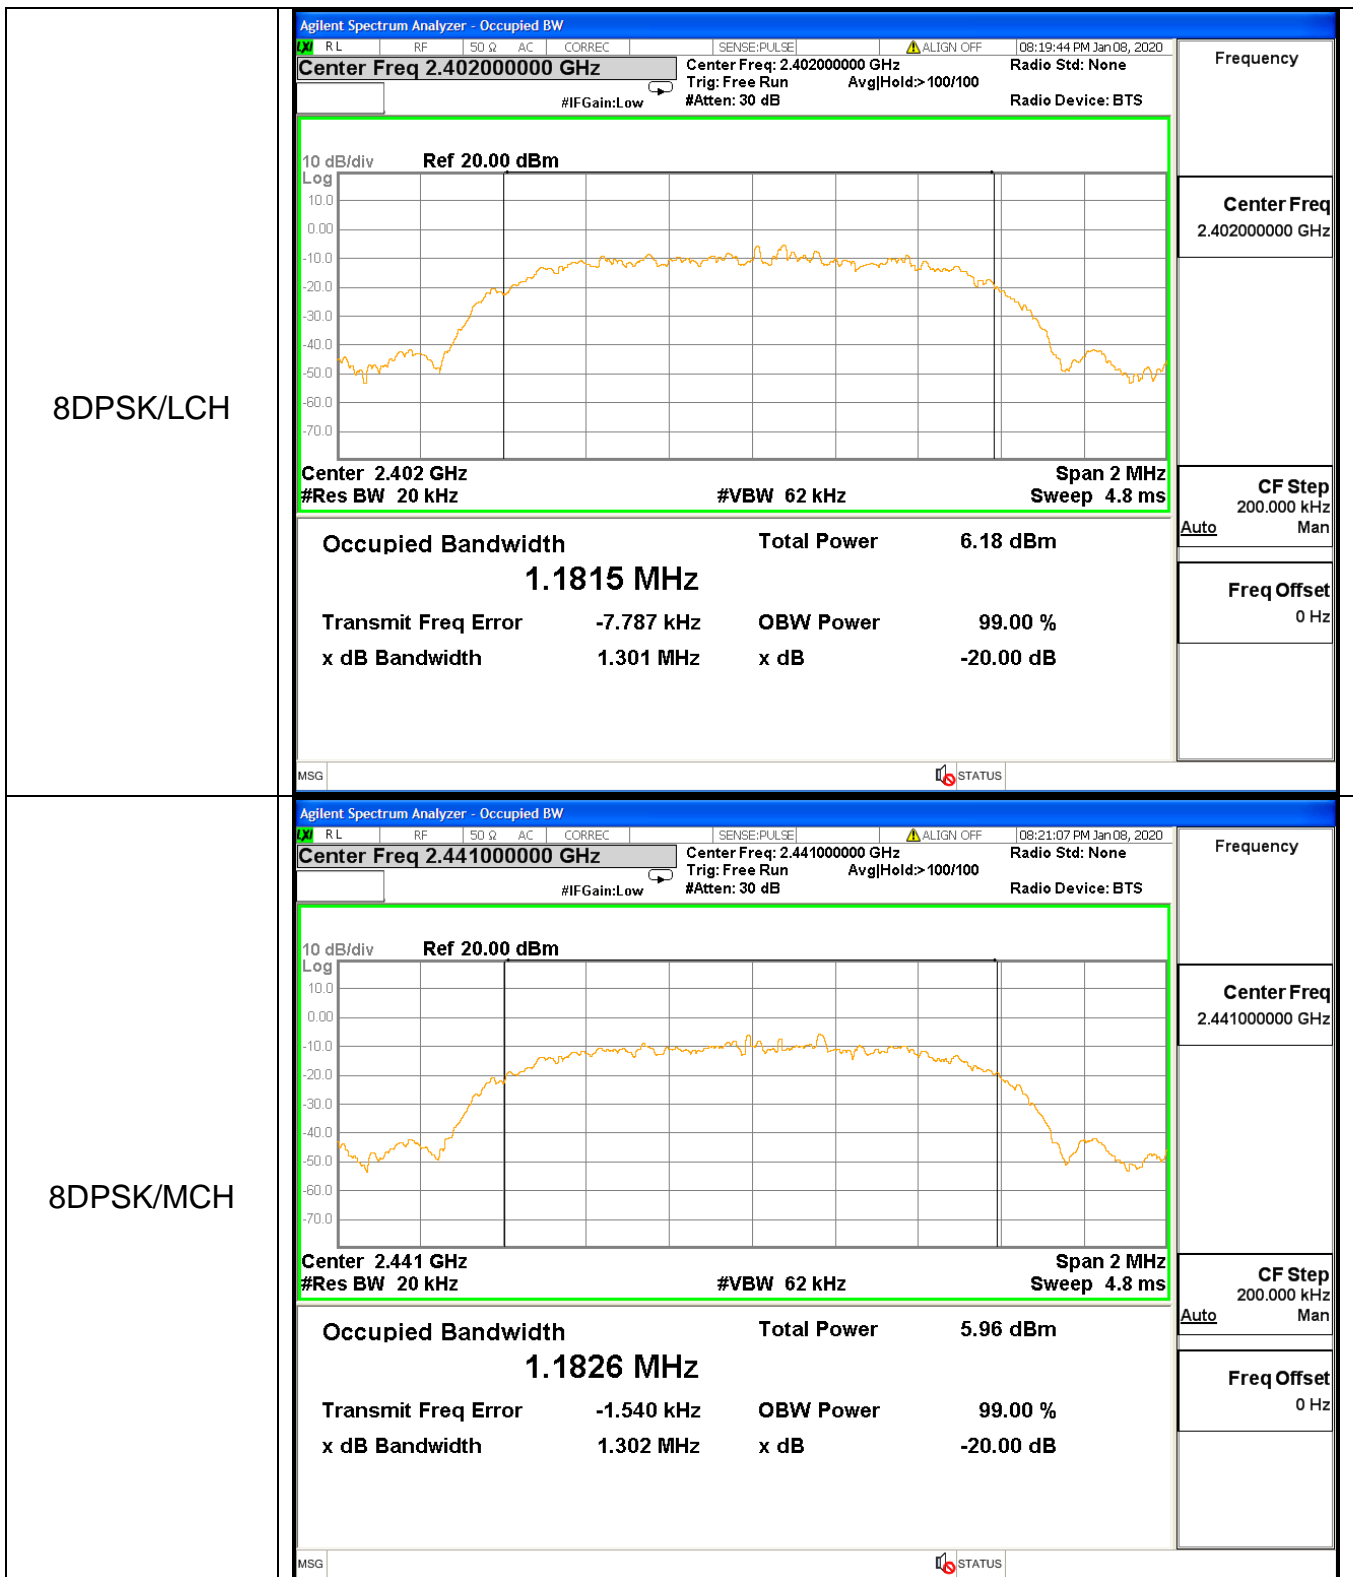 8DPSK/LCH
Agilent Spectrum Analyzer - Occupied BW
LXI RL RF 50 Ω AC CORREC SENSE:PULSE ALIGN OFF 08:19:44 PM Jan 08, 2020
Center Freq 2.402000000 GHz
Center Freq: 2.402000000 GHz
Radio Std: None
Trig: Free Run Avg|Hold:>100/100
#IFGain:Low #Atten: 30 dB Radio Device: BTS
Frequency
10 dB/div Ref 20.00 dBm
Log
10.0
0.00
-10.0
-20.0
-30.0
-40.0
-50.0
-60.0
-70.0
Center 2.402 GHz Span 2 MHz
#Res BW 20 kHz #VBW 62 kHz Sweep 4.8 ms
Center Freq
2.402000000 GHz
CF Step
200.000 kHz
Auto Man
Freq Offset
0 Hz
Occupied Bandwidth Total Power 6.18 dBm
1.1815 MHz
Transmit Freq Error -7.787 kHz OBW Power 99.00 %
x dB Bandwidth 1.301 MHz x dB -20.00 dB
MSG STATUS
8DPSK/MCH
Agilent Spectrum Analyzer - Occupied BW
LXI RL RF 50 Ω AC CORREC SENSE:PULSE ALIGN OFF 08:21:07 PM Jan 08, 2020
Center Freq 2.441000000 GHz
Center Freq: 2.441000000 GHz
Radio Std: None
Trig: Free Run Avg|Hold:>100/100
#IFGain:Low #Atten: 30 dB Radio Device: BTS
Frequency
10 dB/div Ref 20.00 dBm
Log
10.0
0.00
-10.0
-20.0
-30.0
-40.0
-50.0
-60.0
-70.0
Center 2.441 GHz Span 2 MHz
#Res BW 20 kHz #VBW 62 kHz Sweep 4.8 ms
Center Freq
2.441000000 GHz
CF Step
200.000 kHz
Auto Man
Freq Offset
0 Hz
Occupied Bandwidth Total Power 5.96 dBm
1.1826 MHz
Transmit Freq Error -1.540 kHz OBW Power 99.00 %
x dB Bandwidth 1.302 MHz x dB -20.00 dB
MSG STATUS